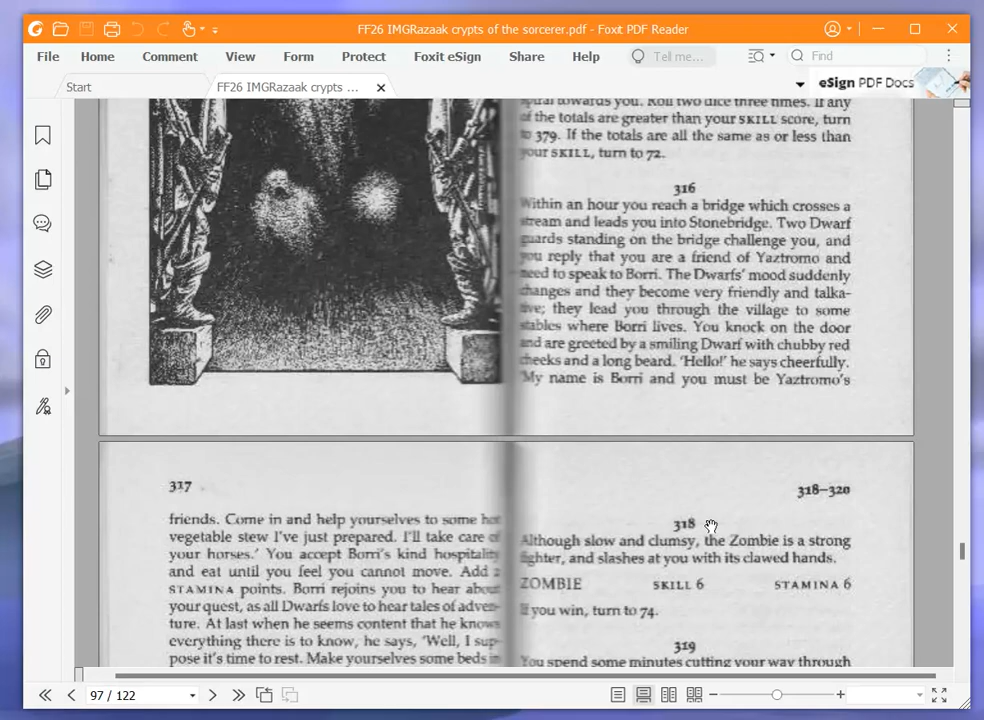 FF26 IMGRazaak crypts of the sorcerer.pdf - Foxit PDF Reader
File Home Comment View Form Protect Foxit eSign Share Help Tell me... Find
Start FF26 IMGRazaak crypts of the sorcerer.pdf ... eSign PDF Docs
spiral towards you. Roll two dice three times. If any
of the totals are greater than your SKILL score, turn
to 379. If the totals are all the same as or less than
your SKILL, turn to 72.
316
Within an hour you reach a bridge which crosses a
stream and leads you into Stonebridge. Two Dwarf
guards standing on the bridge challenge you, and
you reply that you are a friend of Yaztromo and
need to speak to Borri. The Dwarfs' mood suddenly
changes and they become very friendly and talka-
tive; they lead you through the village to some
stables where Borri lives. You knock on the door
and are greeted by a smiling Dwarf with chubby red
cheeks and a long beard. 'Hello!' he says cheerfully.
'My name is Borri and you must be Yaztromo's
317
friends. Come in and help yourselves to some hot
vegetable stew I've just prepared. I'll take care of
your horses.' You accept Borri's kind hospitality
and eat until you feel you cannot move. Add 2
STAMINA points. Borri rejoins you to hear about
your quest, as all Dwarfs love to hear tales of adven-
ture. At last when he seems content that he knows
everything there is to know, he says, 'Well, I sup-
pose it's time to rest. Make yourselves some beds in
318–320
318
Although slow and clumsy, the Zombie is a strong
fighter, and slashes at you with its clawed hands.
ZOMBIE SKILL 6 STAMINA 6
If you win, turn to 74.
319
You spend some minutes cutting your way through
97 / 122